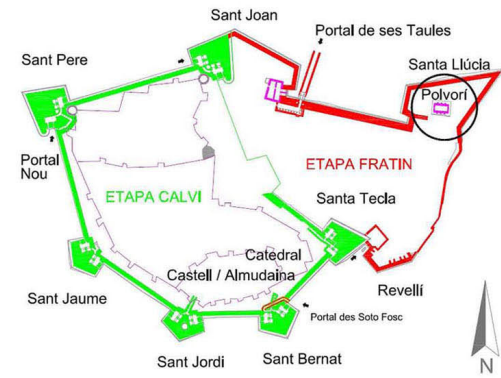 Sant Joan
Portal de ses Taules
Sant Pere
Santa Llúcia
Polvorí
Portal
Nou
ETAPA FRATIN
ETAPA CALVI
Santa Tecla
Catedral
Castell / Almudaina
Sant Jaume
Revellí
Portal des Soto Fosc
Sant Jordi
Sant Bernat
N